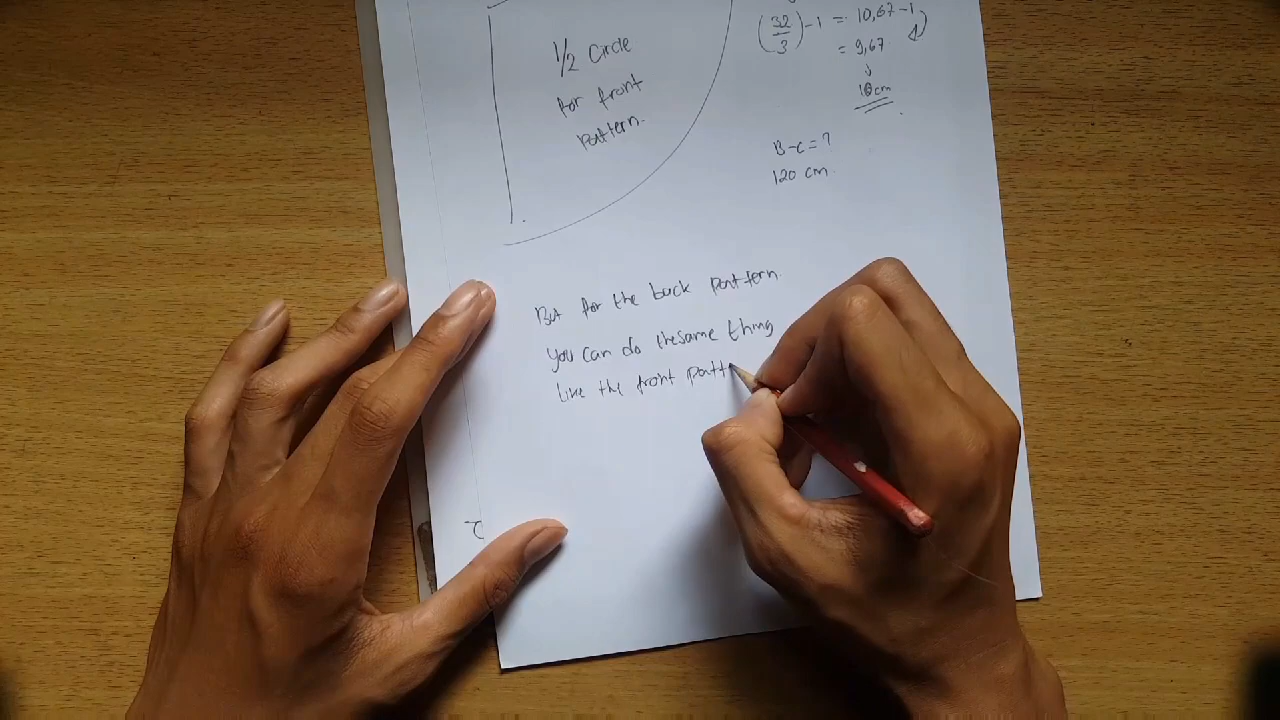 1/2 Circle
for front
pattern.
(32/3) -1 = 10,67-1
= 9,67
10cm
B-C = ?
120 cm.
But for the back pattern.
You can do the same thing
like the front patt
C